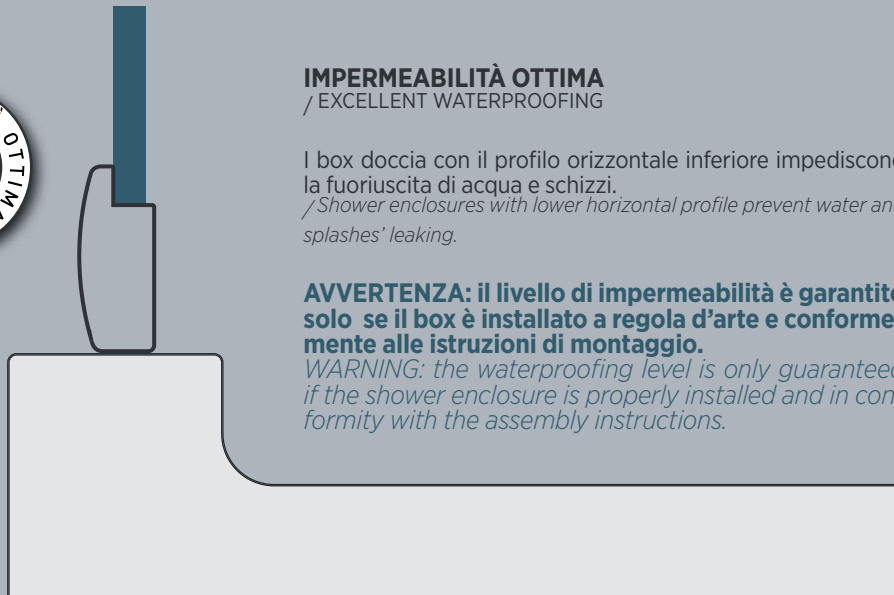 OTTIMA
IMPERMEABILITÀ OTTIMA
/ EXCELLENT WATERPROOFING
I box doccia con il profilo orizzontale inferiore impediscono
la fuoriuscita di acqua e schizzi.
/ Shower enclosures with lower horizontal profile prevent water and
splashes’ leaking.
AVVERTENZA: il livello di impermeabilità è garantito
solo  se il box è installato a regola d’arte e conforme-
mente alle istruzioni di montaggio.
WARNING: the waterproofing level is only guaranteed
if the shower enclosure is properly installed and in con-
formity with the assembly instructions.